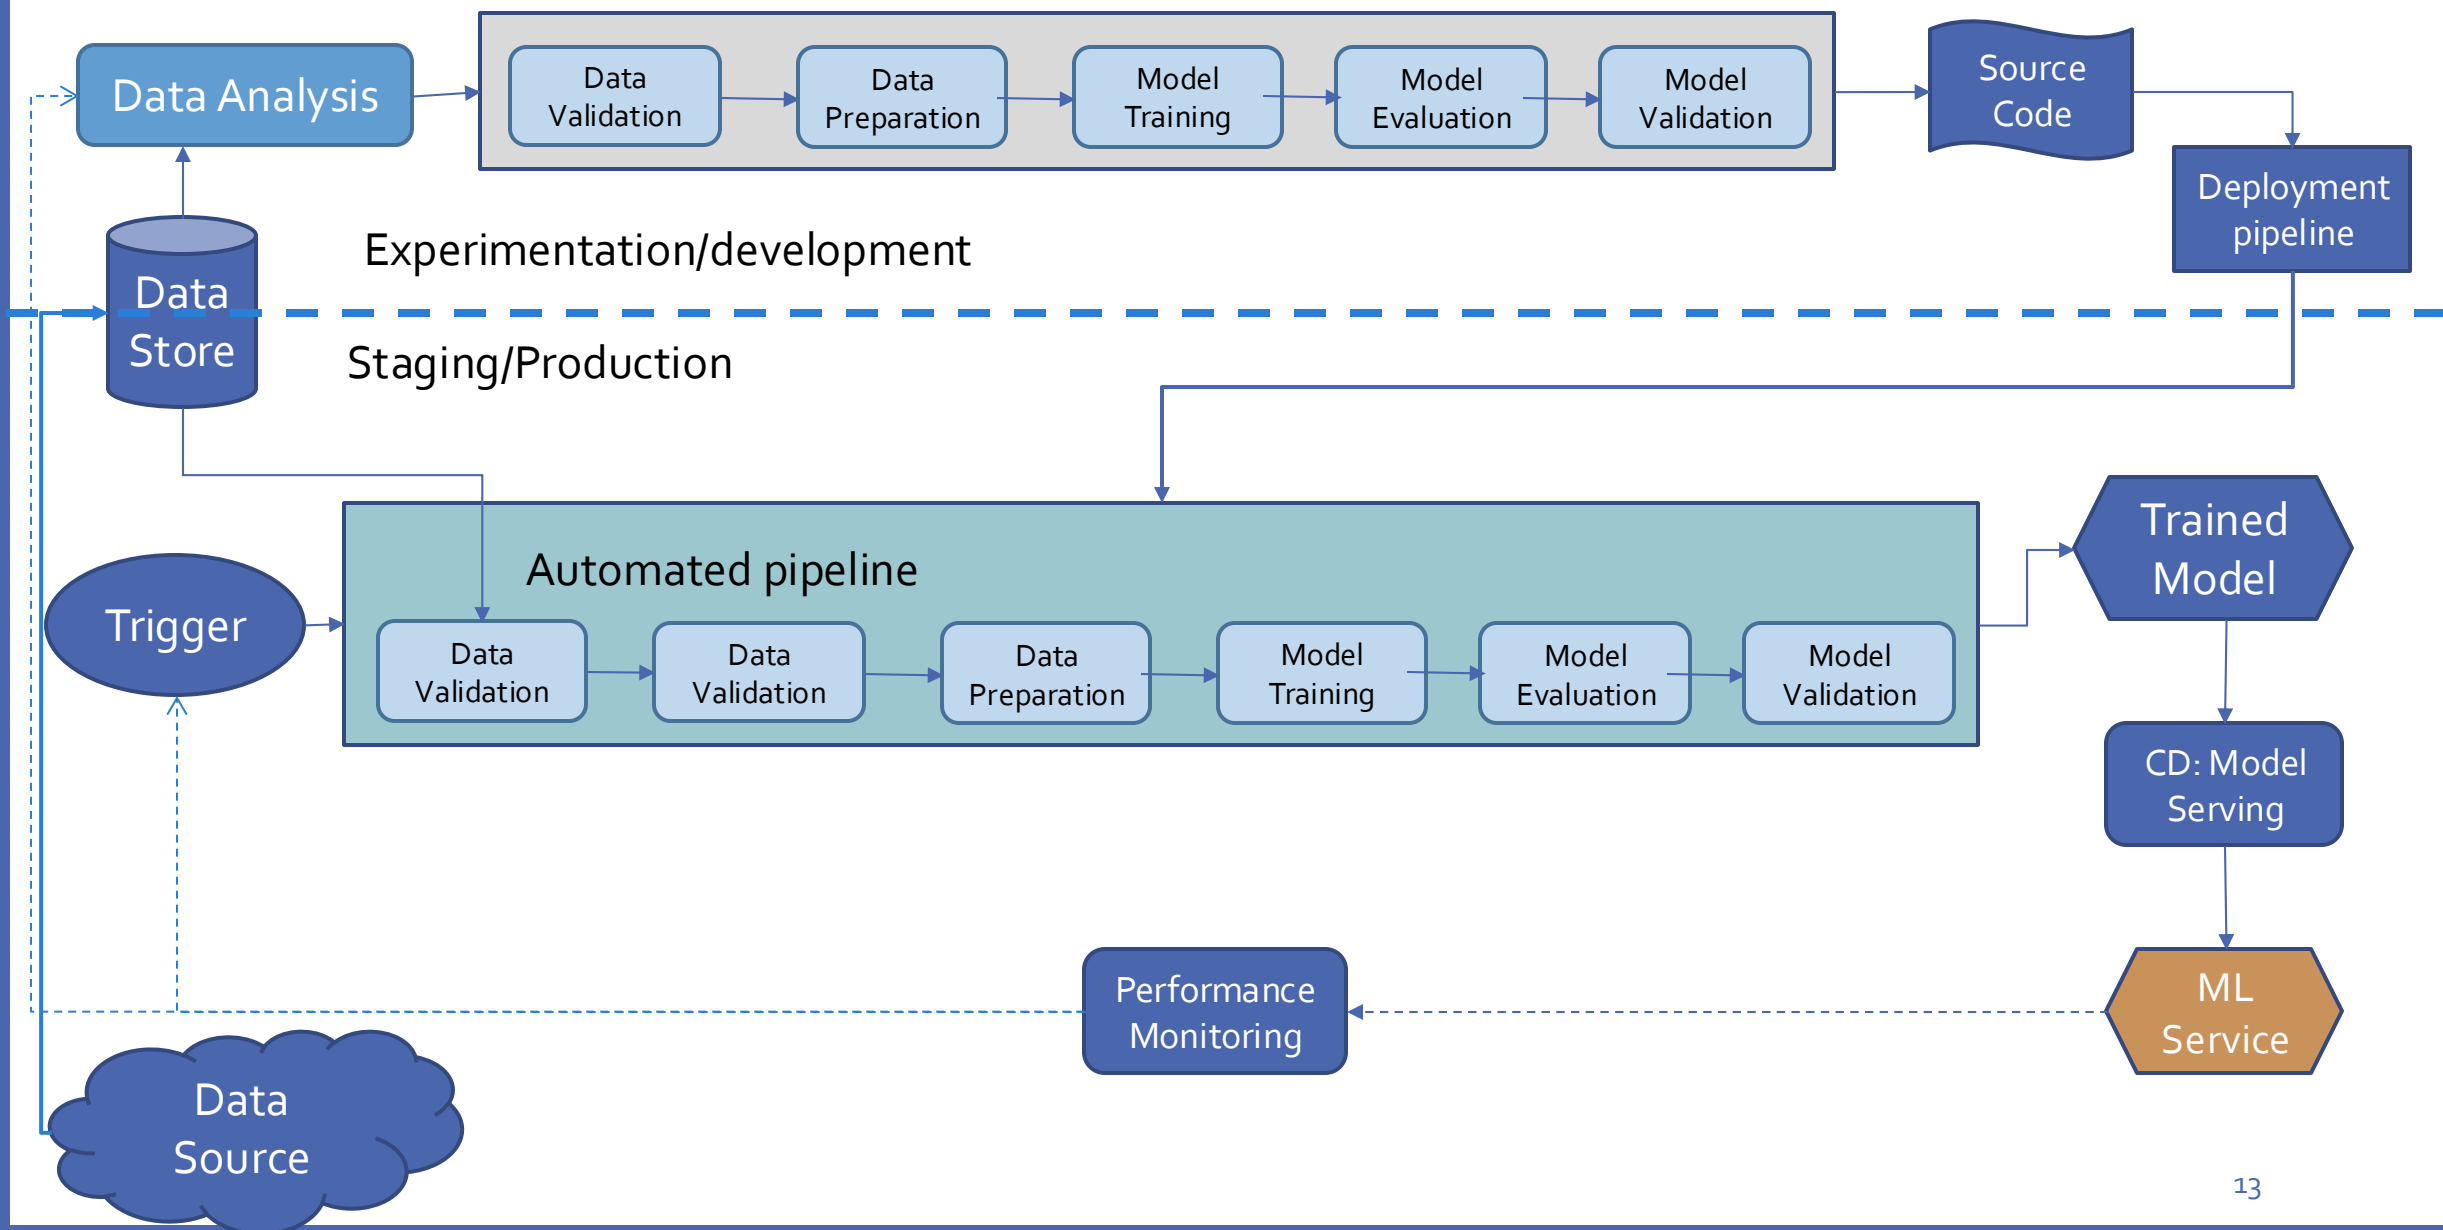 Data Analysis
Data
Validation
Data
Preparation
Model
Training
Model
Evaluation
Model
Validation
Source
Code
Deployment
pipeline
Experimentation/development
Data
Store
Staging/Production
Automated pipeline
Trigger
Data
Validation
Data
Validation
Data
Preparation
Model
Training
Model
Evaluation
Model
Validation
Trained
Model
CD: Model
Serving
Performance
Monitoring
ML
Service
Data
Source
13